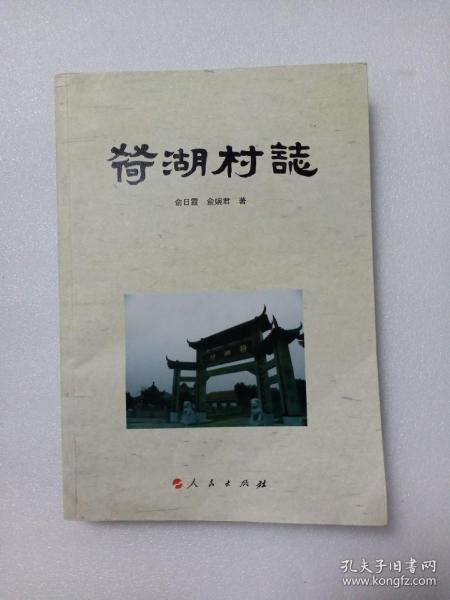 荷湖村誌
俞日霞 俞婉君 著
人民出版社
孔夫子旧书网
www.kongfz.com